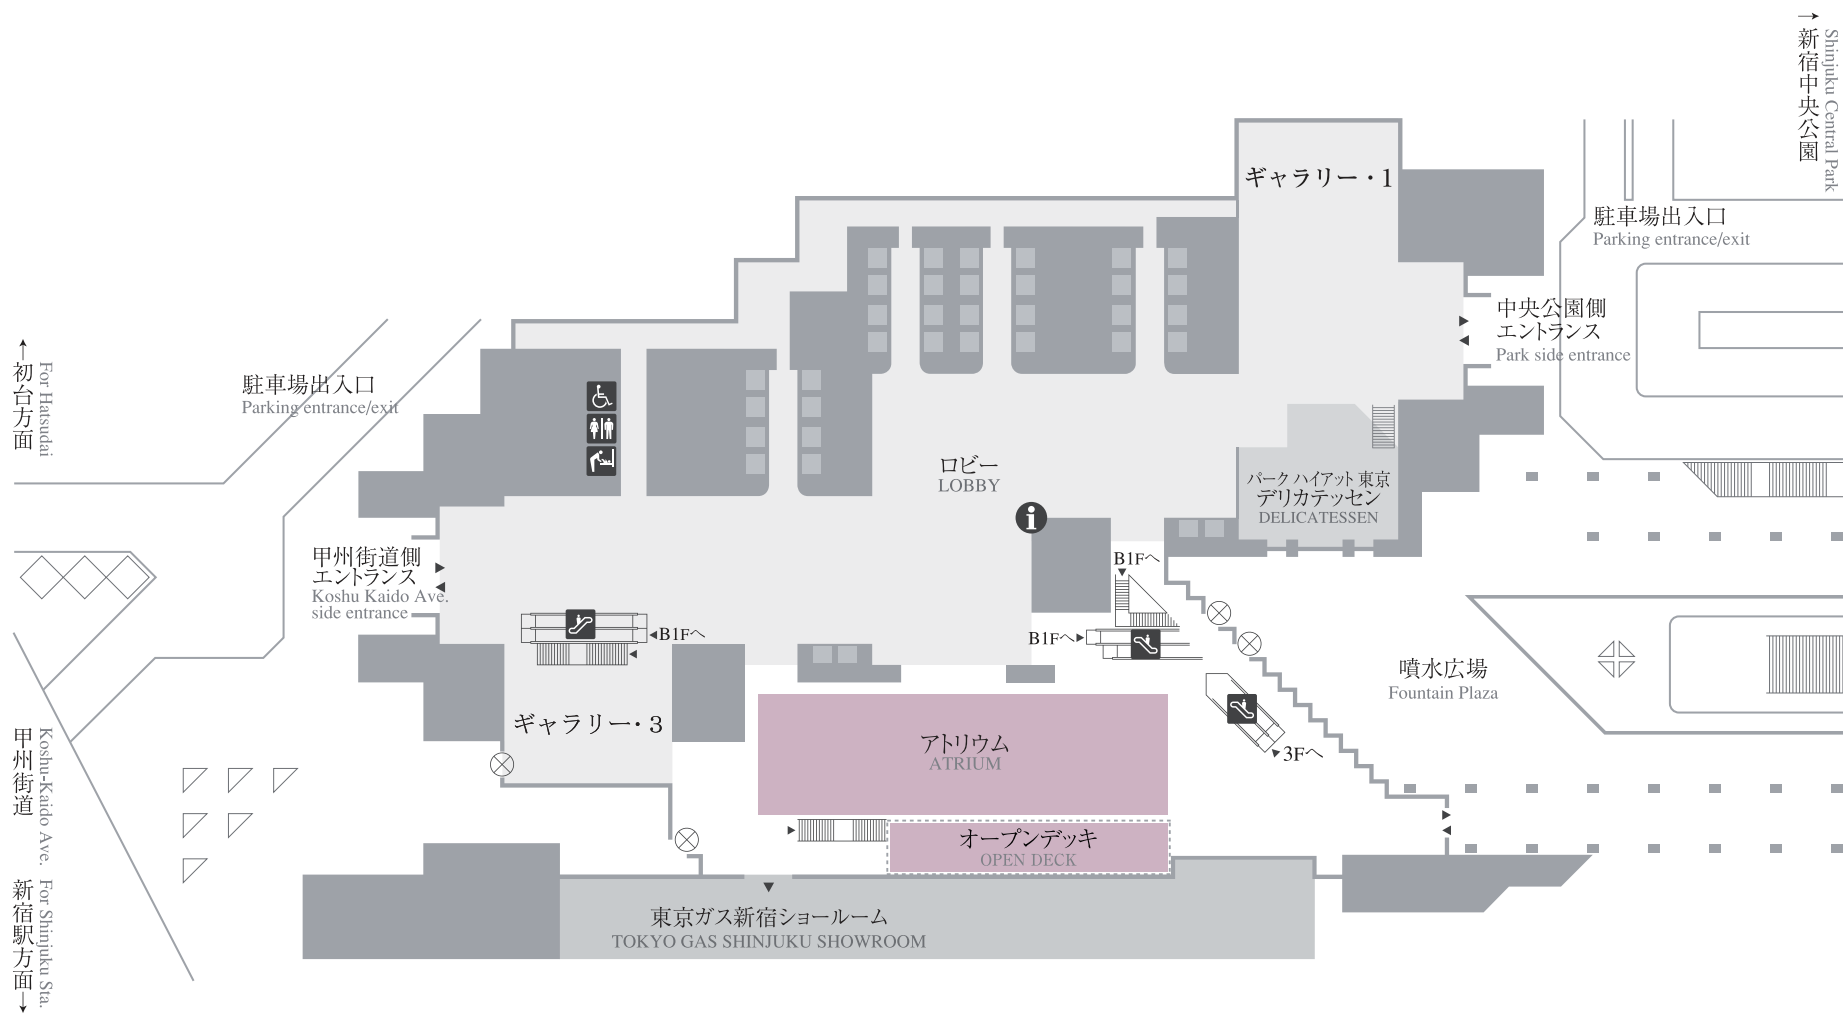 →新宿中央公園
Shinjuku Central Park
ギャラリー・1
駐車場出入口
Parking entrance/exit
中央公園側
エントランス
Park side entrance
←初台方面
For Hatsudai
駐車場出入口
Parking entrance/exit
ロビー
LOBBY
パーク ハイアット 東京
デリカテッセン
DELICATESSEN
甲州街道側
エントランス
Koshu Kaido Ave.
side entrance
B1Fへ
B1Fへ
B1Fへ
噴水広場
Fountain Plaza
ギャラリー・3
アトリウム
ATRIUM
3Fへ
オープンデッキ
OPEN DECK
東京ガス新宿ショールーム
TOKYO GAS SHINJUKU SHOWROOM
甲州街道
Koshu-Kaido Ave.
新宿駅方面→
For Shinjuku Sta.